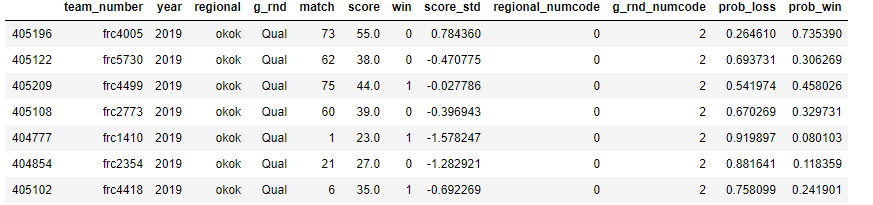 team_number year regional g_rnd match score win score_std regional_numcode g_rnd_numcode prob_loss prob_win
405196 frc4005 2019 okok Qual 73 55.0 0 0.784360 0 2 0.264610 0.735390
405122 frc5730 2019 okok Qual 62 38.0 0 -0.470775 0 2 0.693731 0.306269
405209 frc4499 2019 okok Qual 75 44.0 1 -0.027786 0 2 0.541974 0.458026
405108 frc2773 2019 okok Qual 60 39.0 0 -0.396943 0 2 0.670269 0.329731
404777 frc1410 2019 okok Qual 1 23.0 1 -1.578247 0 2 0.919897 0.080103
404854 frc2354 2019 okok Qual 21 27.0 0 -1.282921 0 2 0.881641 0.118359
405102 frc4418 2019 okok Qual 6 35.0 1 -0.692269 0 2 0.758099 0.241901